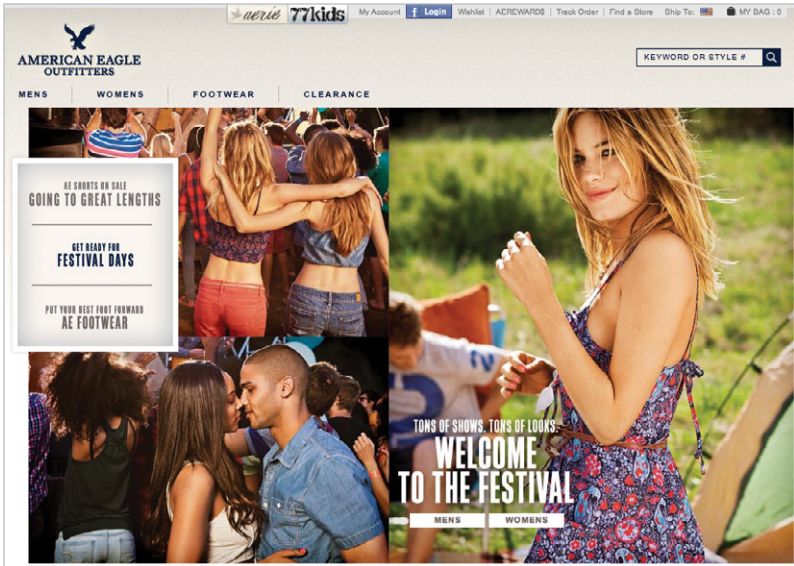 aerie 77kids My Account f Login Wishlist AEREWARD$ Track Order Find a Store Ship To: MY BAG : 0
AMERICAN EAGLE
OUTFITTERS
KEYWORD OR STYLE #
MENS WOMENS FOOTWEAR CLEARANCE
AE SHORTS ON SALE
GOING TO GREAT LENGTHS
GET READY FOR
FESTIVAL DAYS
PUT YOUR BEST FOOT FORWARD
AE FOOTWEAR
TONS OF SHOWS. TONS OF LOOKS.
WELCOME
TO THE FESTIVAL
MENS WOMENS